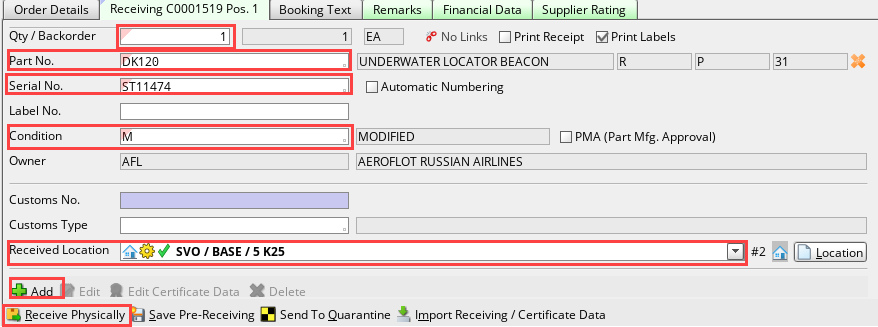 Order Details Receiving C0001519 Pos. 1 Booking Text Remarks Financial Data Supplier Rating
Qty / Backorder 1 1 EA No Links Print Receipt Print Labels
Part No. DK120 UNDERWATER LOCATOR BEACON R P 31
Serial No. ST11474 Automatic Numbering
Label No.
Condition M MODIFIED PMA (Part Mfg. Approval)
Owner AFL AEROFLOT RUSSIAN AIRLINES
Customs No.
Customs Type
Received Location SVO / BASE / 5 K25 #2 Location
Add Edit Edit Certificate Data Delete
Receive Physically Save Pre-Receiving Send To Quarantine Import Receiving / Certificate Data